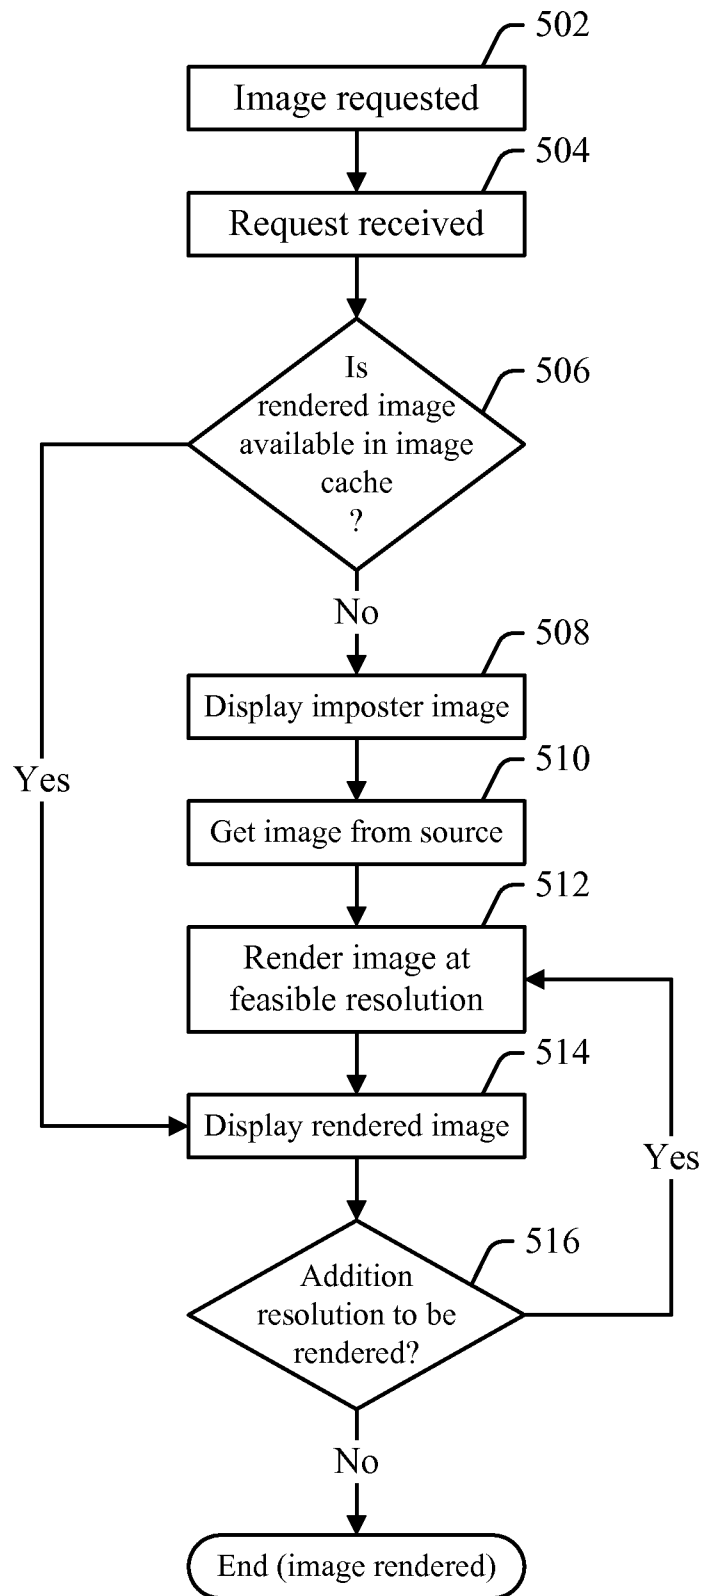 502
Image requested
504
Request received
506
Is
rendered image
available in image
cache
?
No
508
Display imposter image
Yes
510
Get image from source
512
Render image at
feasible resolution
514
Display rendered image
Yes
516
Addition
resolution to be
rendered?
No
End (image rendered)